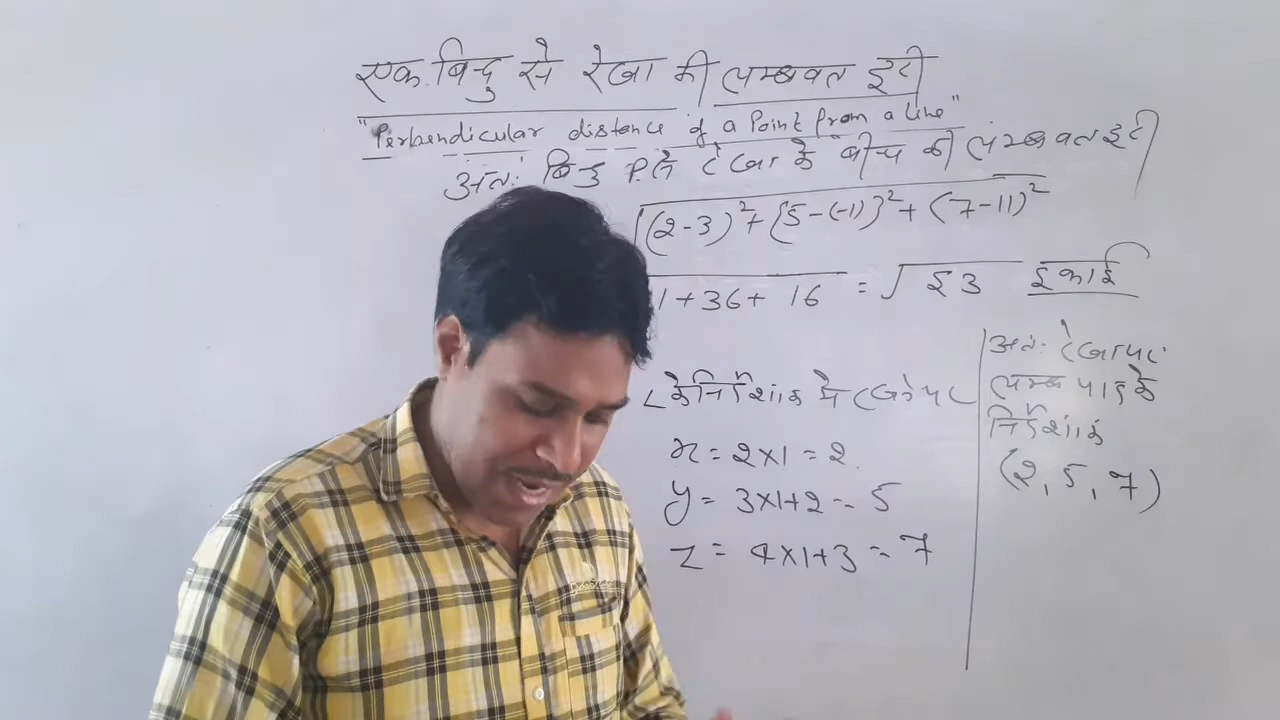 एक बिन्दु से रेखा की लम्बवत दूरी
"Perpendicular distance of a Point from a line"
अतः बिन्दु P से रेखा के बीच की लम्बवत दूरी
√(2-3)²+{5-(-1)}²+(7-11)²
1+36+16 = √53 इकाई
L के निर्देशांक
x = 2×1 = 2
y = 3×1+2 = 5
z = 4×1+3 = 7
अतः रेखा पर
लम्ब पाद के
निर्देशांक
(2, 5, 7)